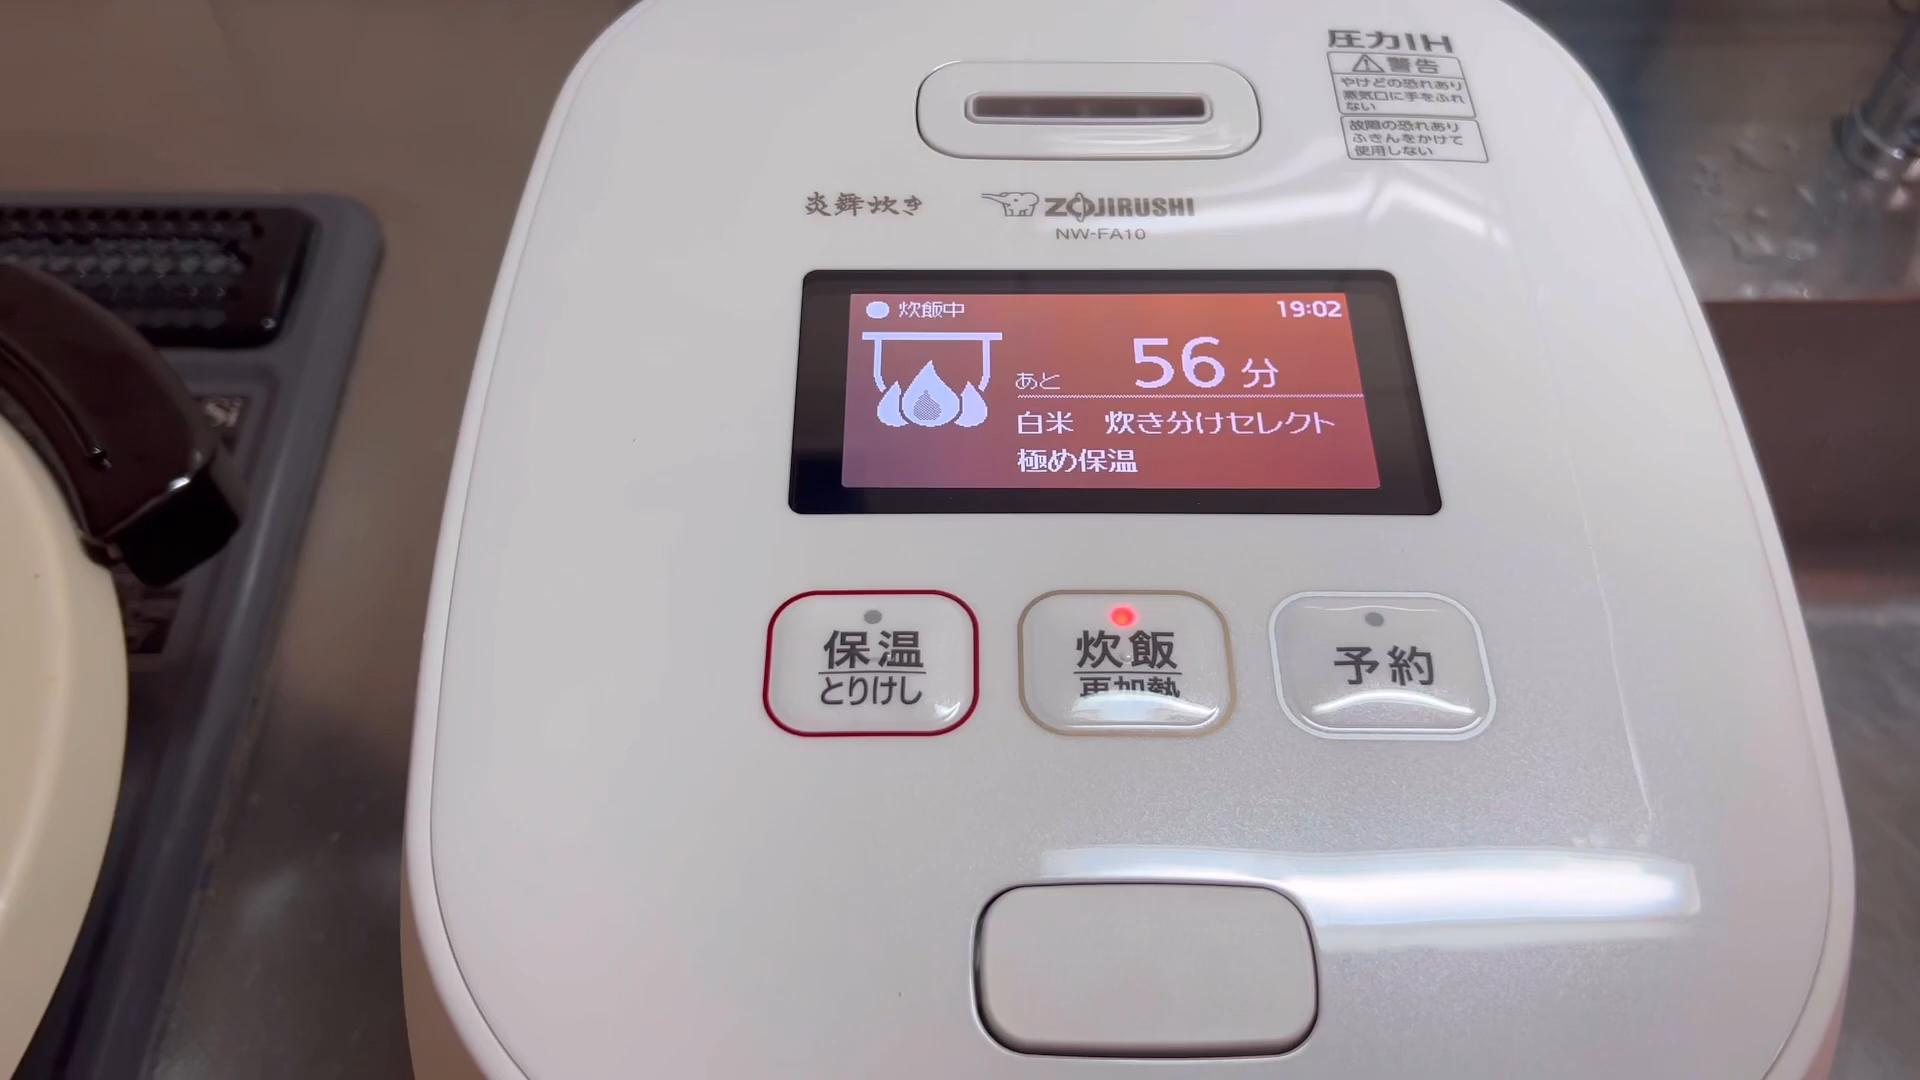 圧力IH
警告
やけどの恐れあり
蒸気口に手をふれ
ない
故障の恐れあり
ふきんをかけて
使用しない
炎舞炊き ZOJIRUSHI
NW-FA10
炊飯中 19:02
あと 56 分
白米 炊き分けセレクト
極め保温
保温 炊飯 予約
とりけし 再加熱
Si